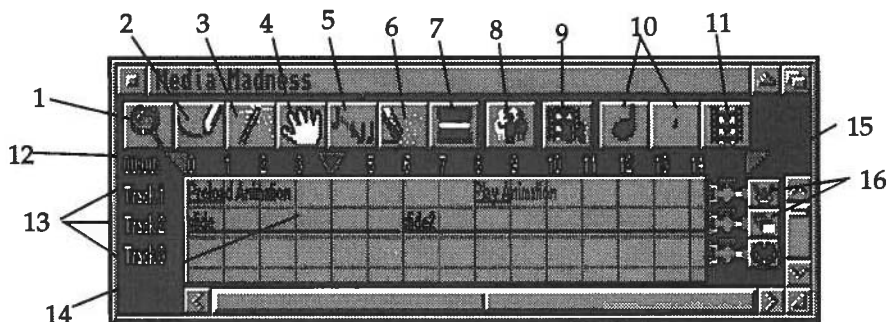 2 3 4 5 6 7 8 9 10 11
Media Madness
1
15
12 0 1 2 3 5 6 7 8 9 10 11 12 13 14
16
Track 1 Preload Animation Play Animation
13 Track 2 slide slide2
Track 3
14